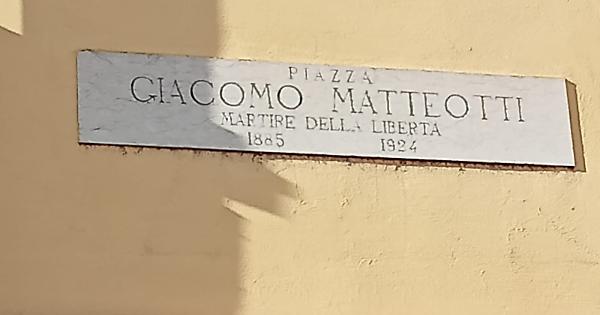 PIAZZA
GIACOMO MATTEOTTI
MARTIRE DELLA LIBERTA
1885 1924